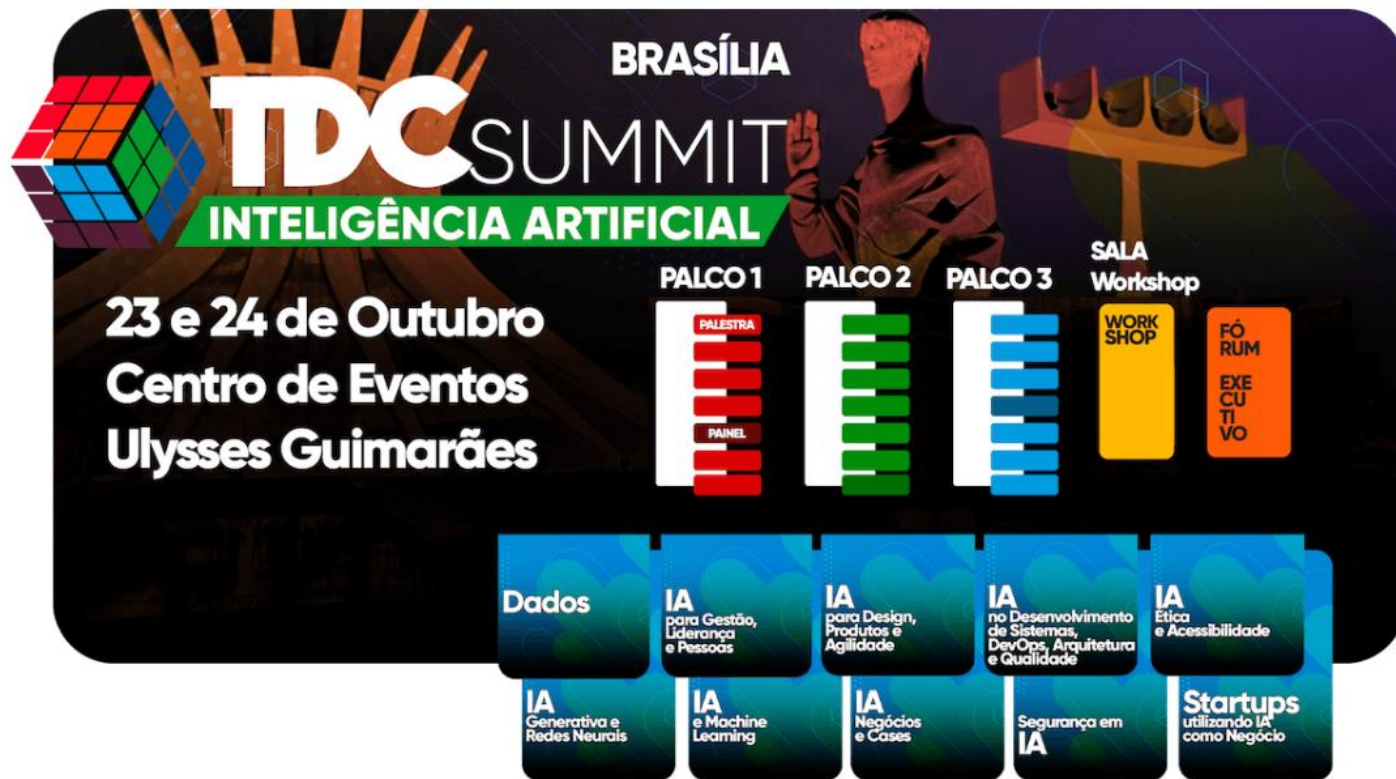 BRASÍLIA
TDC SUMMIT
INTELIGÊNCIA ARTIFICIAL
23 e 24 de Outubro
Centro de Eventos
Ulysses Guimarães
PALCO 1
PALESTRA
PAINEL
PALCO 2
PALCO 3
SALA
Workshop
WORK
SHOP
FÓ
RUM
EXE
CU
TI
VO
Dados
IA
para Gestão,
Liderança
e Pessoas
IA
para Design,
Produtos e
Agilidade
IA
no Desenvolvimento
de Sistemas,
DevOps, Arquitetura
e Qualidade
IA
Ética
e Acessibilidade
IA
Generativa e
Redes Neurais
IA
e Machine
Learning
IA
Negócios
e Cases
Segurança em
IA
Startups
utilizando IA
como Negócio